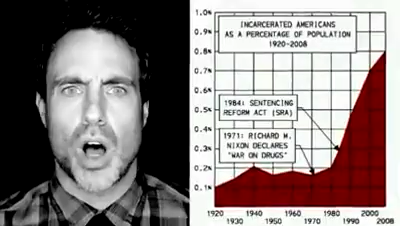 INCARCERATED AMERICANS
AS A PERCENTAGE OF POPULATION
1920-2008
1.0%
0.9%
0.8%
0.7%
0.6%
0.5%
0.4%
0.3%
0.2%
0.1%
1984: SENTENCING
REFORM ACT (SRA)
1971: RICHARD M.
NIXON DECLARES
"WAR ON DRUGS"
1920 1940 1960 1980 2000
1930 1950 1970 1990 2008